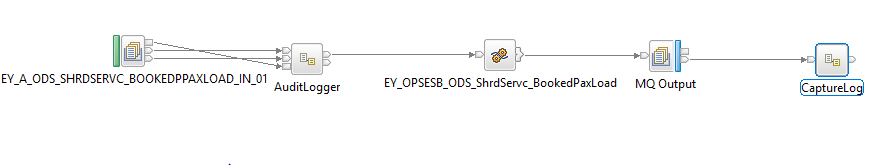 EY_A_ODS_SHRDSERVC_BOOKEDPPAXLOAD_IN_01
AuditLogger
EY_OPSESB_ODS_ShrdServc_BookedPaxLoad
MQ Output
CaptureLog